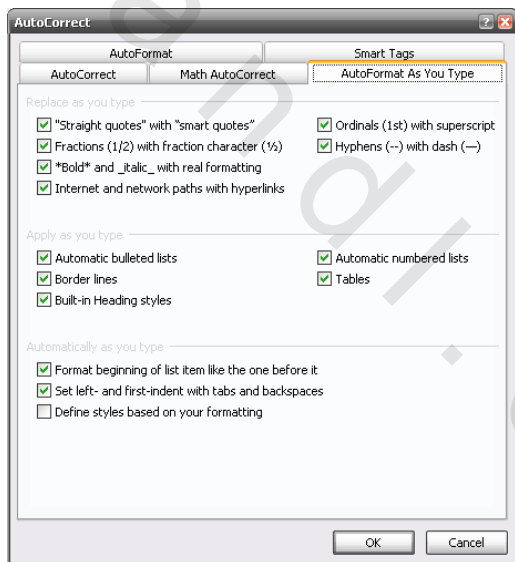 AutoCorrect
AutoFormat Smart Tags
AutoCorrect Math AutoCorrect AutoFormat As You Type
Replace as you type
"Straight quotes" with “smart quotes” Ordinals (1st) with superscript
Fractions (1/2) with fraction character (½) Hyphens (--) with dash (—)
*Bold* and _italic_ with real formatting
Internet and network paths with hyperlinks
Apply as you type
Automatic bulleted lists Automatic numbered lists
Border lines Tables
Built-in Heading styles
Automatically as you type
Format beginning of list item like the one before it
Set left- and first-indent with tabs and backspaces
Define styles based on your formatting
OK Cancel